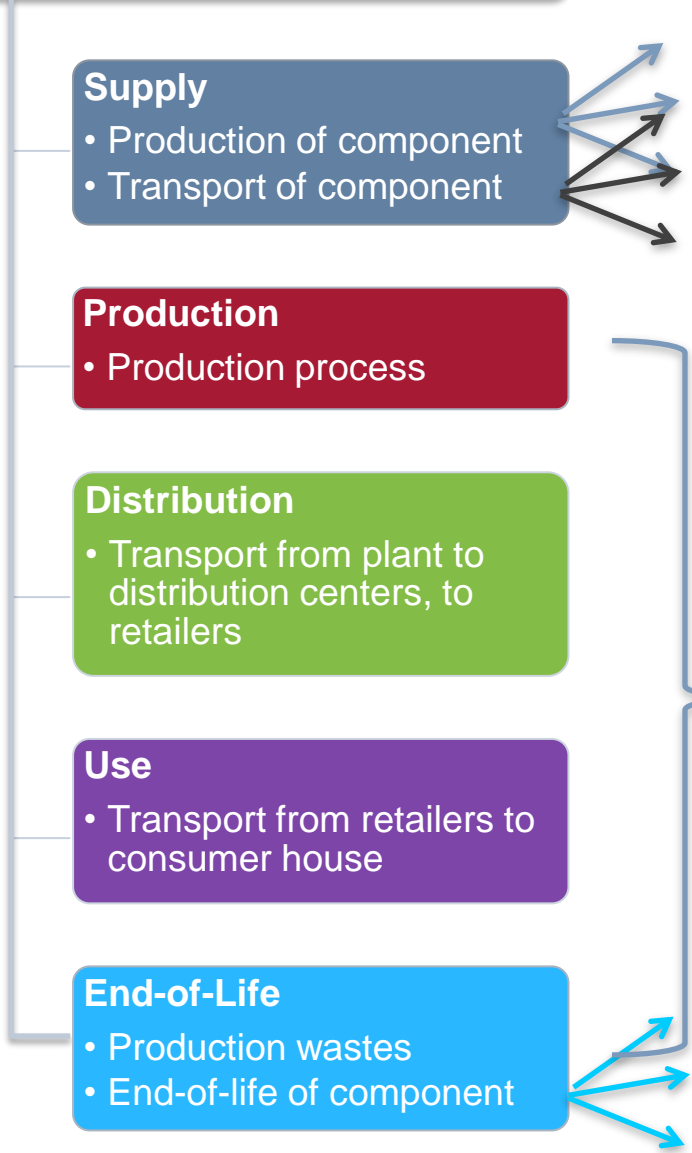 Supply
• Production of component
• Transport of component
Production
• Production process
Distribution
• Transport from plant to
distribution centers, to
retailers
Use
• Transport from retailers to
consumer house
End-of-Life
• Production wastes
• End-of-life of component